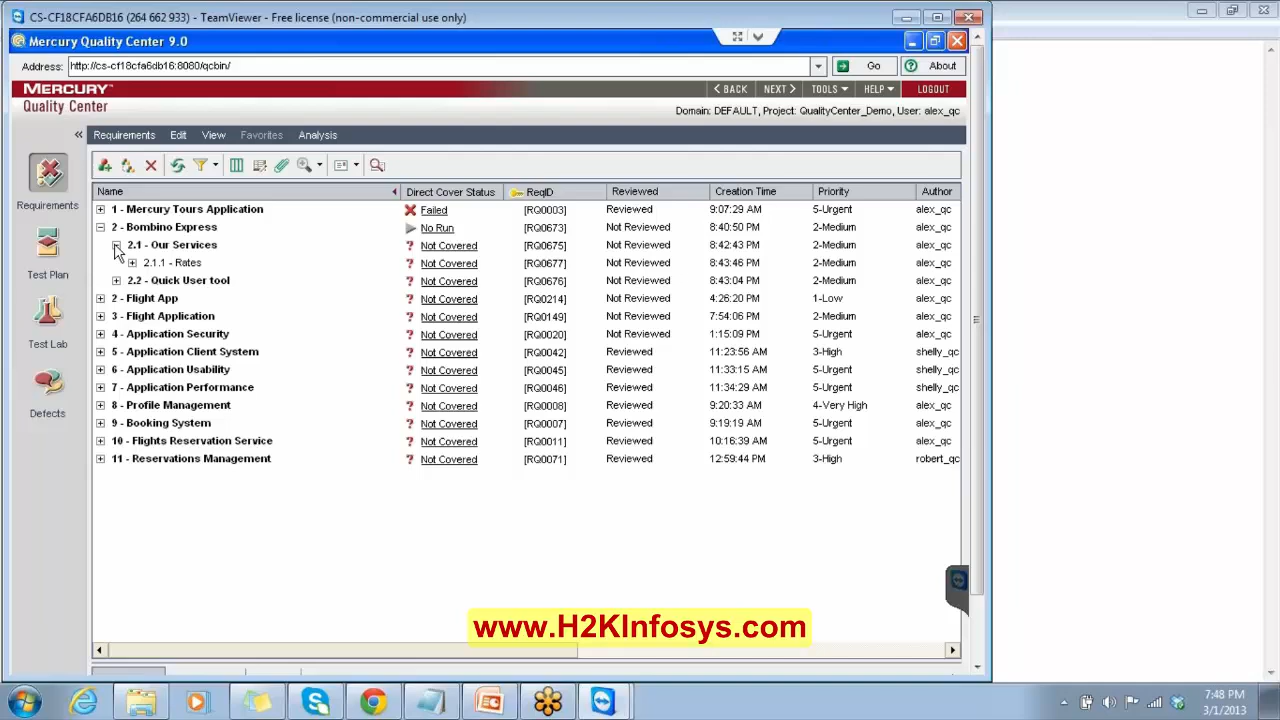 CS-CF18CFA6DB16 (264 662 933) - TeamViewer - Free license (non-commercial use only)
Mercury Quality Center 9.0
Address: http://cs-cf18cfa6db16:8080/qcbin/ Go About
MERCURY
Quality Center
BACK NEXT TOOLS HELP LOGOUT
Domain: DEFAULT, Project: QualityCenter_Demo, User: alex_qc
Requirements Edit View Favorites Analysis
Name Direct Cover Status ReqID Reviewed Creation Time Priority Author
1 - Mercury Tours Application Failed [RQ0003] Reviewed 9:07:29 AM 5-Urgent alex_qc
2 - Bombino Express No Run [RQ0673] Not Reviewed 8:40:50 PM 2-Medium alex_qc
2.1 - Our Services Not Covered [RQ0675] Not Reviewed 8:42:43 PM 2-Medium alex_qc
2.1.1 - Rates Not Covered [RQ0677] Not Reviewed 8:43:46 PM 2-Medium alex_qc
2.2 - Quick User tool Not Covered [RQ0676] Not Reviewed 8:43:04 PM 2-Medium alex_qc
2 - Flight App Not Covered [RQ0214] Not Reviewed 4:26:20 PM 1-Low alex_qc
3 - Flight Application Not Covered [RQ0149] Not Reviewed 7:54:06 PM 2-Medium alex_qc
4 - Application Security Not Covered [RQ0020] Not Reviewed 1:15:09 PM 5-Urgent alex_qc
5 - Application Client System Not Covered [RQ0042] Reviewed 11:23:56 AM 3-High shelly_qc
6 - Application Usability Not Covered [RQ0045] Reviewed 11:33:15 AM 5-Urgent shelly_qc
7 - Application Performance Not Covered [RQ0046] Reviewed 11:34:29 AM 5-Urgent shelly_qc
8 - Profile Management Not Covered [RQ0008] Reviewed 9:20:33 AM 4-Very High alex_qc
9 - Booking System Not Covered [RQ0007] Reviewed 9:19:19 AM 5-Urgent alex_qc
10 - Flights Reservation Service Not Covered [RQ0011] Reviewed 10:16:39 AM 5-Urgent alex_qc
11 - Reservations Management Not Covered [RQ0071] Reviewed 12:59:44 PM 3-High robert_qc
Requirements
Test Plan
Test Lab
Defects
www.H2KInfosys.com
7:48 PM
3/1/2013